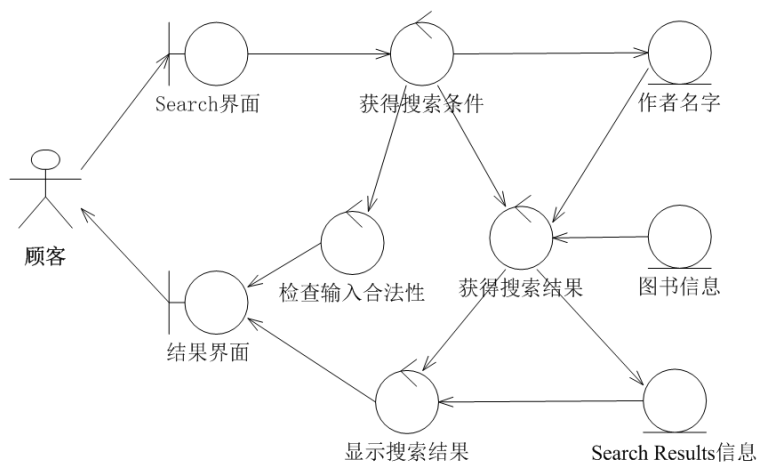 Search界面
获得搜索条件
作者名字
顾客
检查输入合法性
获得搜索结果
图书信息
结果界面
显示搜索结果
Search Results信息